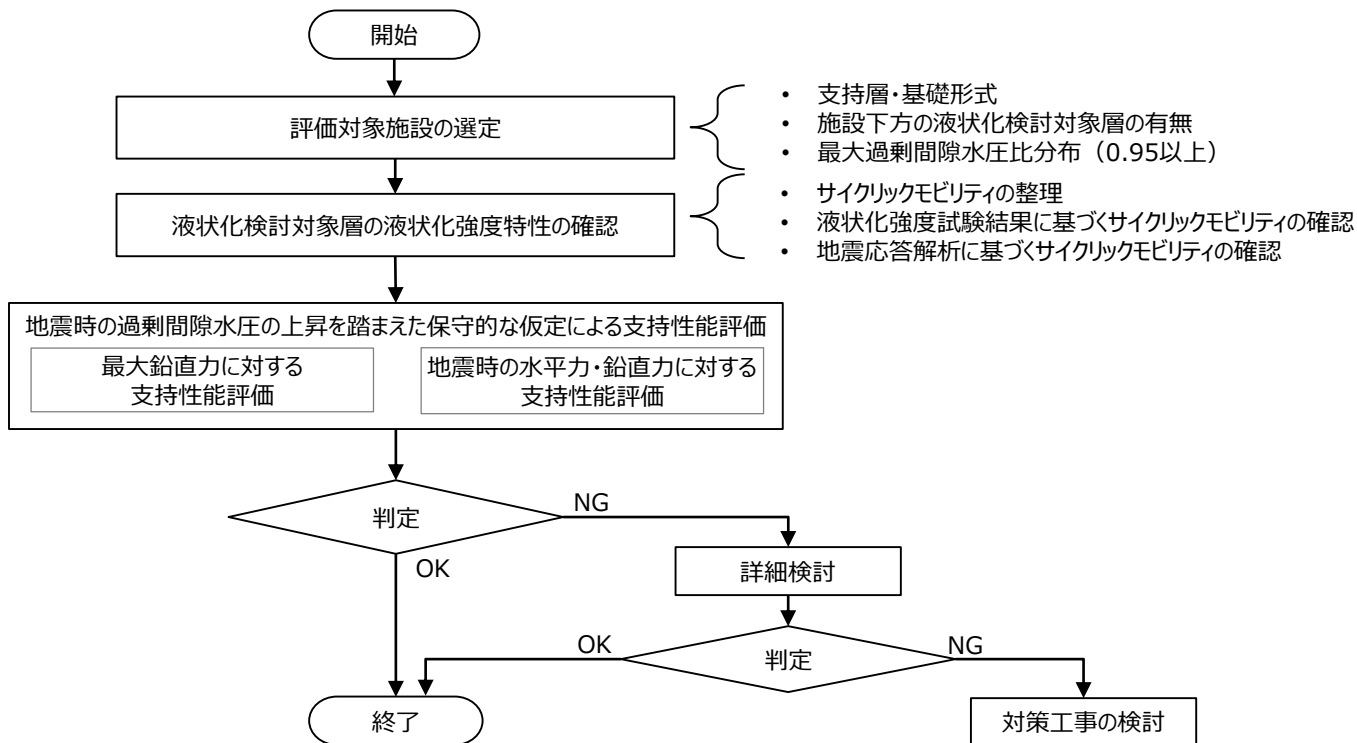 開始
評価対象施設の選定
• 支持層・基礎形式
• 施設下方の液状化検討対象層の有無
• 最大過剰間隙水圧比分布（0.95以上）
液状化検討対象層の液状化強度特性の確認
• サイクリックモビリティの整理
• 液状化強度試験結果に基づくサイクリックモビリティの確認
• 地震応答解析に基づくサイクリックモビリティの確認
地震時の過剰間隙水圧の上昇を踏まえた保守的な仮定による支持性能評価
最大鉛直力に対する
支持性能評価
地震時の水平力・鉛直力に対する
支持性能評価
判定
NG
OK
詳細検討
判定
OK
NG
終了
対策工事の検討